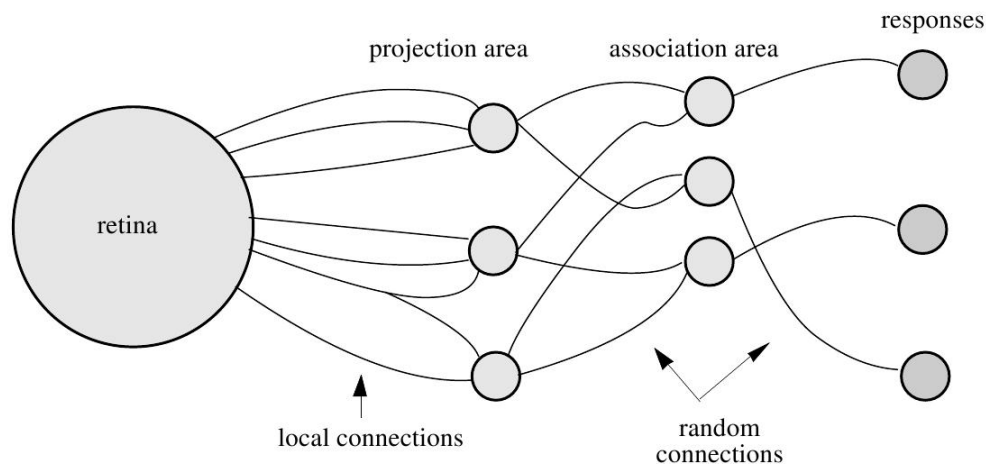 responses
projection area
association area
retina
local connections
random
connections